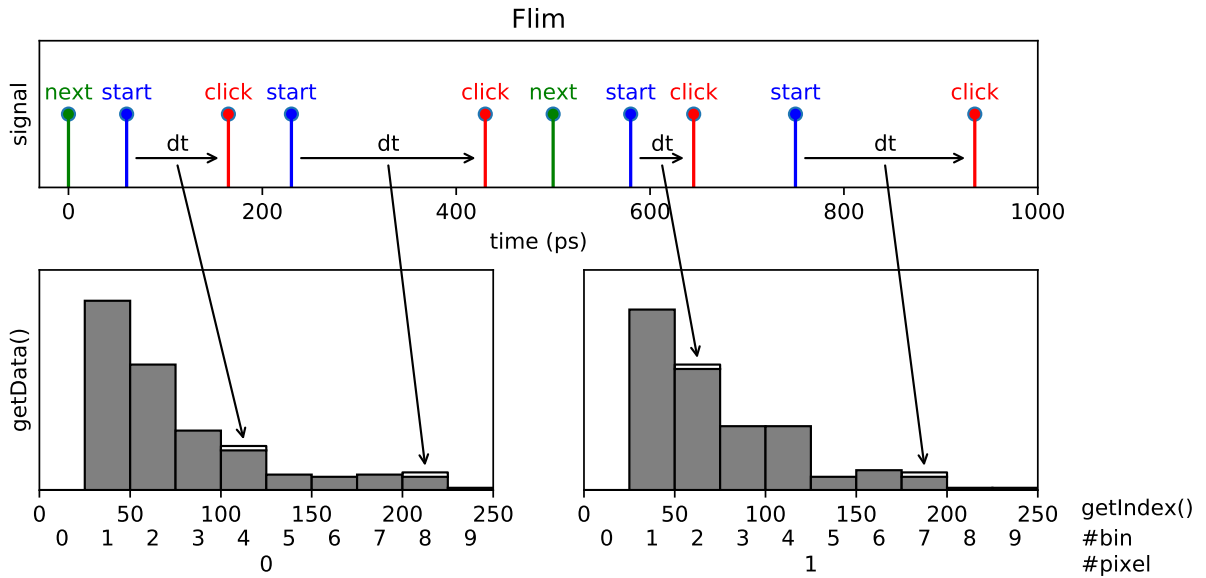 Flim
signal
next start click start click next start click start click
dt dt dt dt
0 200 400 600 800 1000
time (ps)
getData()
0 50 100 150 200 250 0 50 100 150 200 250 getIndex()
0 1 2 3 4 5 6 7 8 9 0 1 2 3 4 5 6 7 8 9 #bin
0 1 #pixel